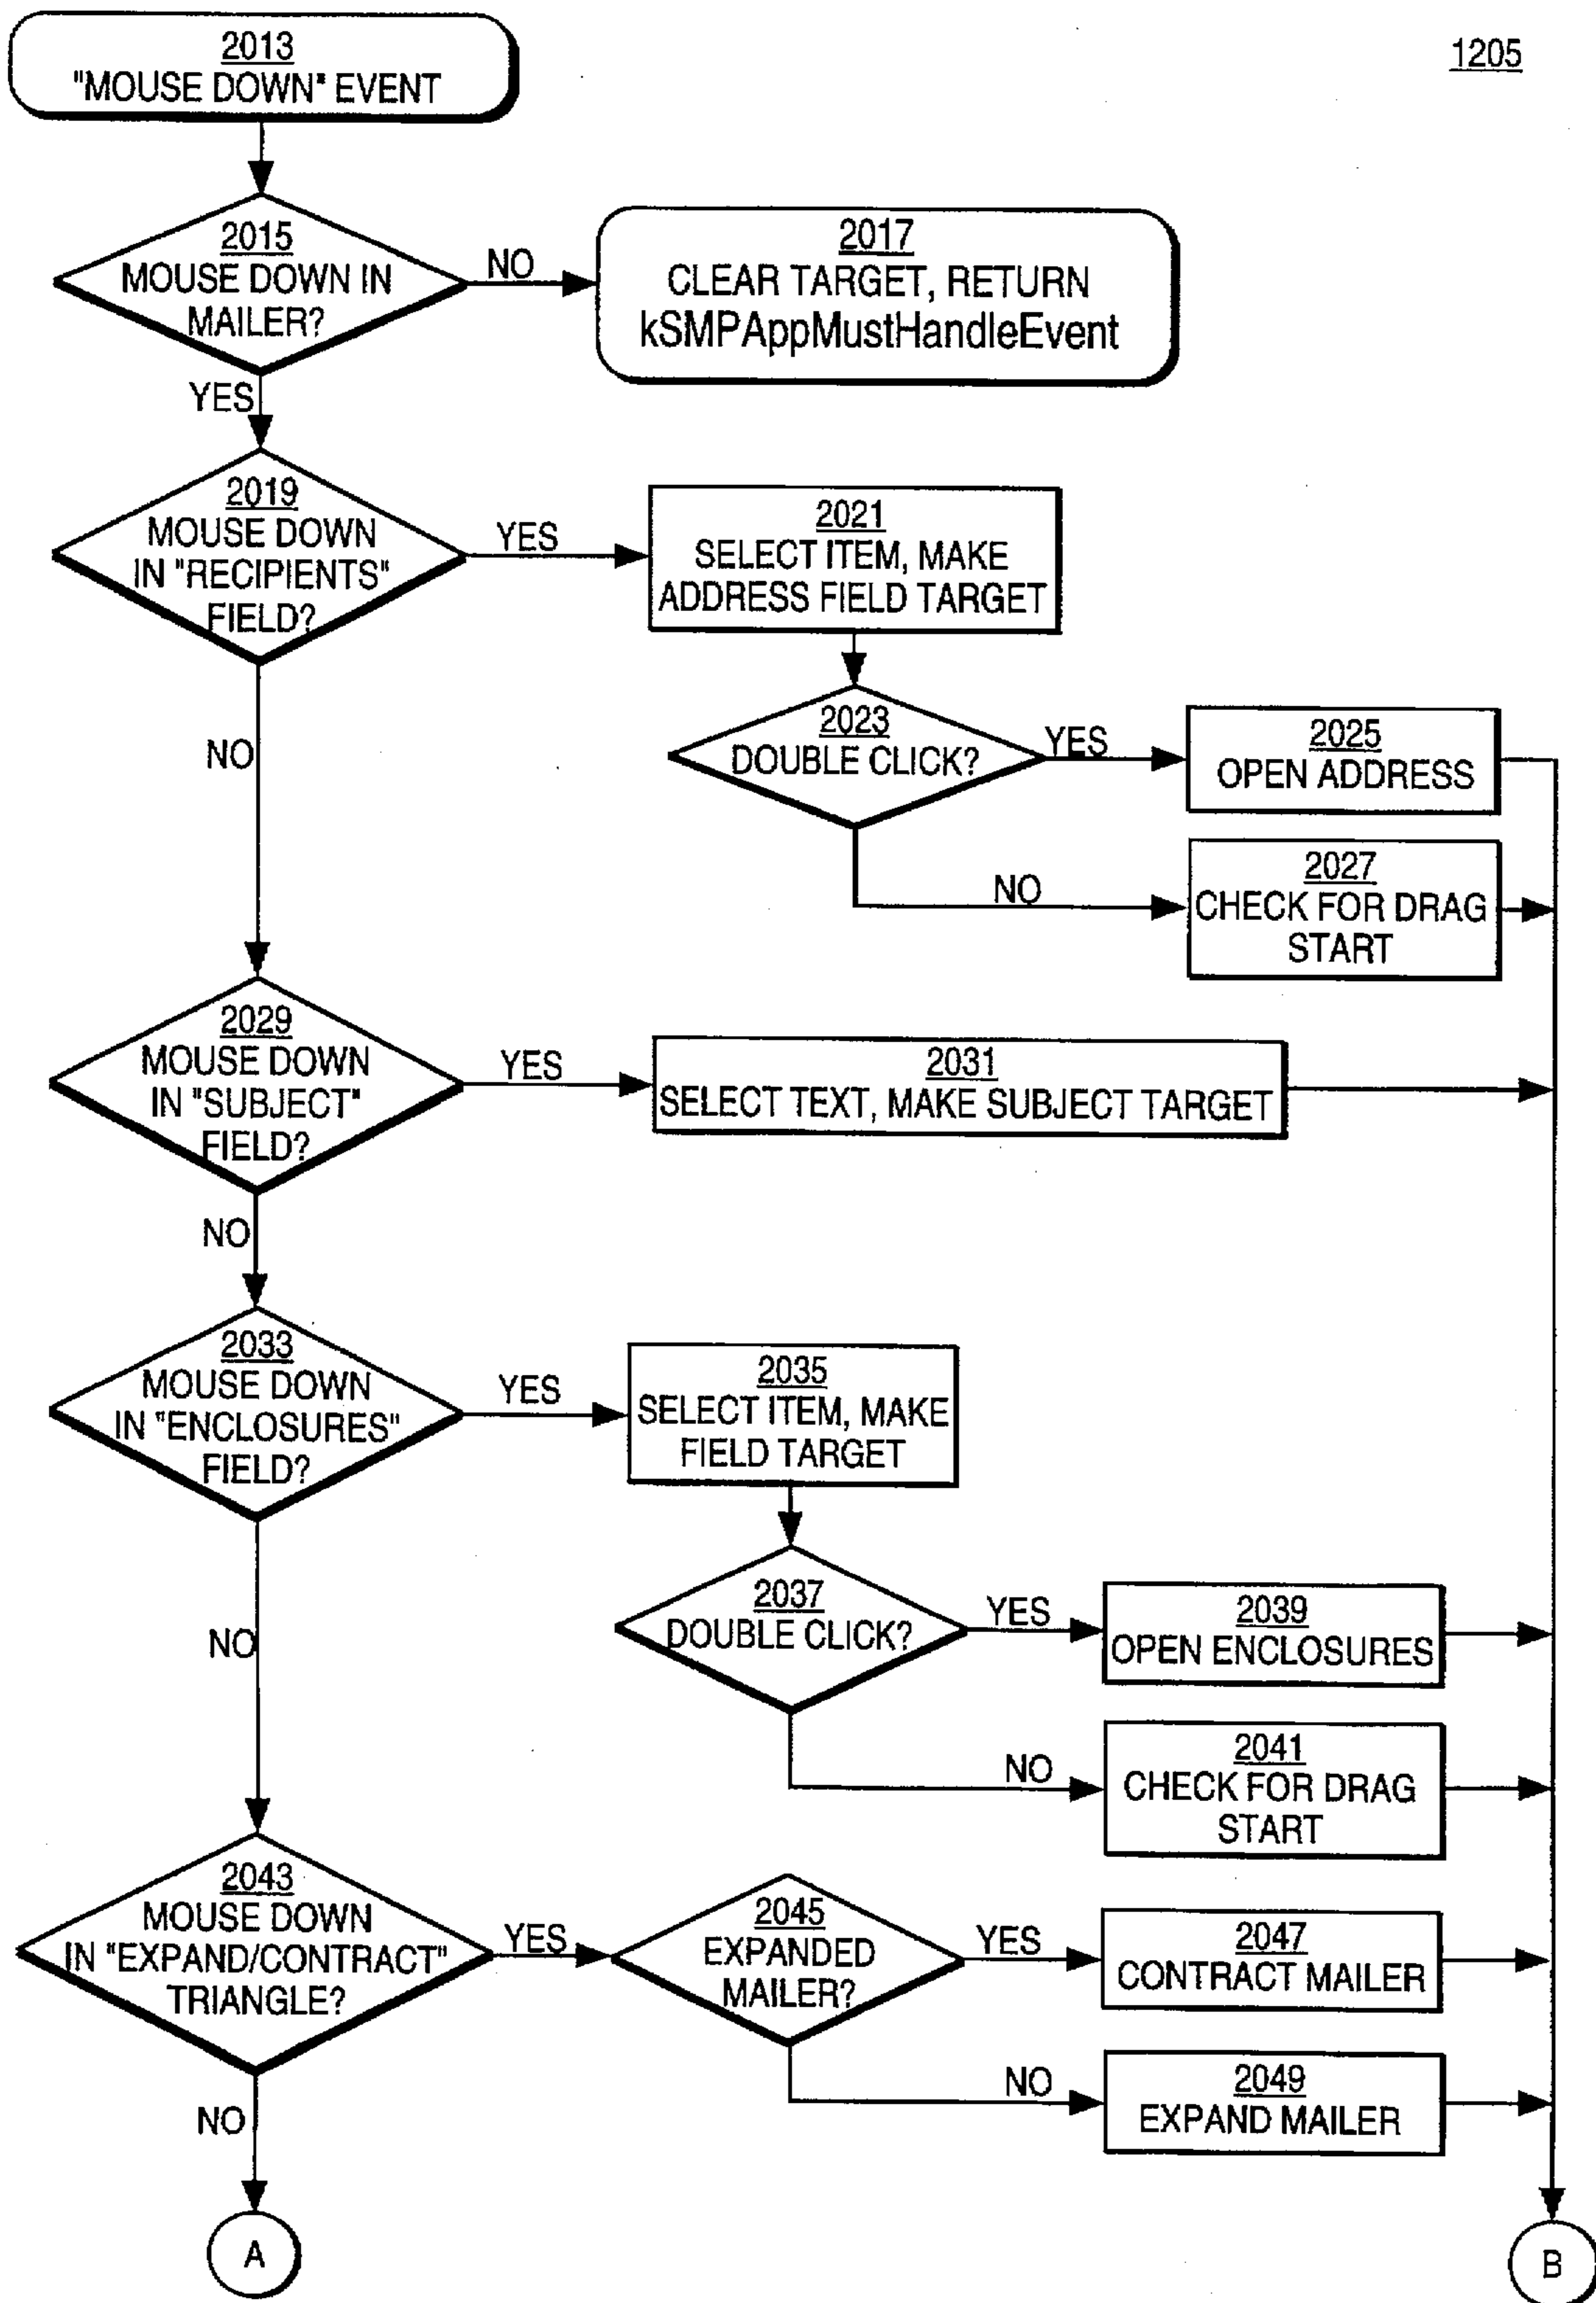 1205
2013
"MOUSE DOWN" EVENT
2015
MOUSE DOWN IN
MAILER?
NO
2017
CLEAR TARGET, RETURN
kSMPAppMustHandleEvent
YES
2019
MOUSE DOWN
IN "RECIPIENTS"
FIELD?
YES
2021
SELECT ITEM, MAKE
ADDRESS FIELD TARGET
2023
DOUBLE CLICK?
YES
2025
OPEN ADDRESS
NO
NO
2027
CHECK FOR DRAG
START
2029
MOUSE DOWN
IN "SUBJECT"
FIELD?
YES
2031
SELECT TEXT, MAKE SUBJECT TARGET
NO
2033
MOUSE DOWN
IN "ENCLOSURES"
FIELD?
YES
2035
SELECT ITEM, MAKE
FIELD TARGET
2037
DOUBLE CLICK?
YES
2039
OPEN ENCLOSURES
NO
NO
2041
CHECK FOR DRAG
START
2043
MOUSE DOWN
IN "EXPAND/CONTRACT"
TRIANGLE?
YES
2045
EXPANDED
MAILER?
YES
2047
CONTRACT MAILER
NO
2049
EXPAND MAILER
NO
A
B